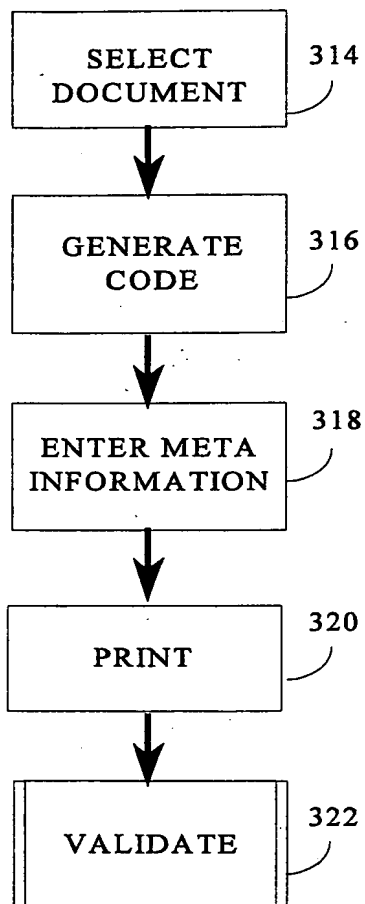 SELECT
DOCUMENT
314
GENERATE
CODE
316
ENTER META
INFORMATION
318
PRINT
320
VALIDATE
322